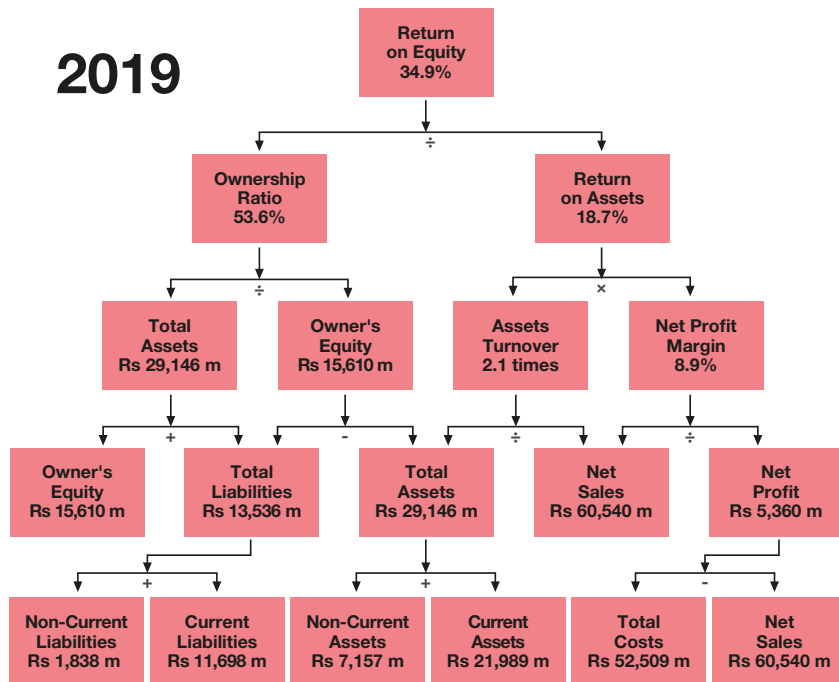 2019
Return
on Equity
34.9%
÷
Ownership
Ratio
53.6%
Return
on Assets
18.7%
÷
×
Total
Assets
Rs 29,146 m
Owner's
Equity
Rs 15,610 m
Assets
Turnover
2.1 times
Net Profit
Margin
8.9%
+
-
÷
÷
Owner's
Equity
Rs 15,610 m
Total
Liabilities
Rs 13,536 m
Total
Assets
Rs 29,146 m
Net
Sales
Rs 60,540 m
Net
Profit
Rs 5,360 m
+
+
-
Non-Current
Liabilities
Rs 1,838 m
Current
Liabilities
Rs 11,698 m
Non-Current
Assets
Rs 7,157 m
Current
Assets
Rs 21,989 m
Total
Costs
Rs 52,509 m
Net
Sales
Rs 60,540 m